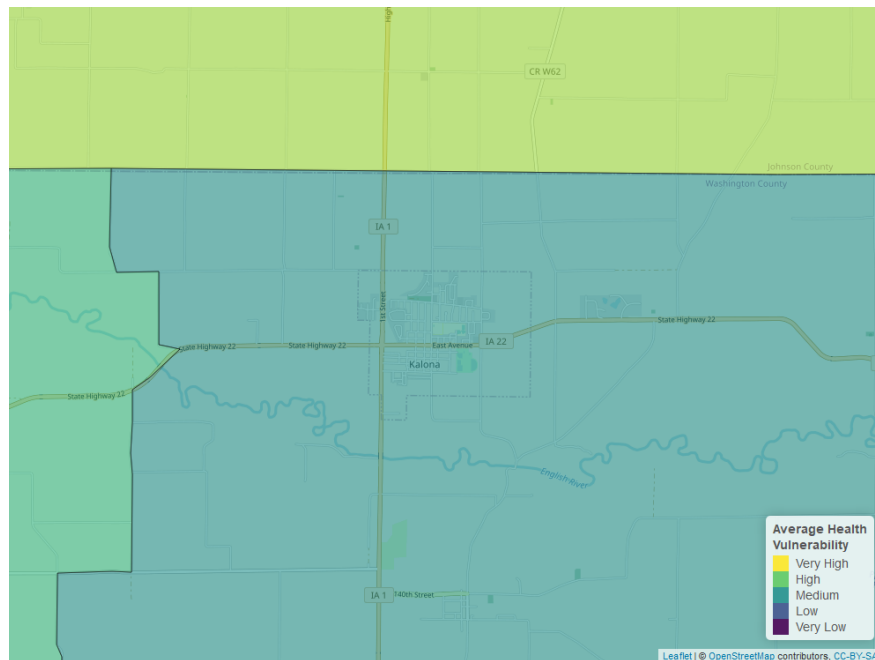 High
CR W62
Johnson County
Washington County
IA 1
1st Street
State Highway 22
State Highway 22
State Highway 22
East Avenue
IA 22
Kalona
State Highway 22
English River
IA 1
140th Street
Average Health
Vulnerability
Very High
High
Medium
Low
Very Low
Leaflet | © OpenStreetMap contributors, CC-BY-SA